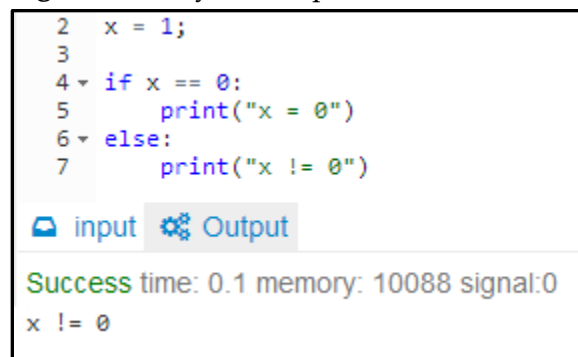 2 x = 1;
3
4 if x == 0:
5 print("x = 0")
6 else:
7 print("x != 0")
input Output
Success time: 0.1 memory: 10088 signal:0
x != 0